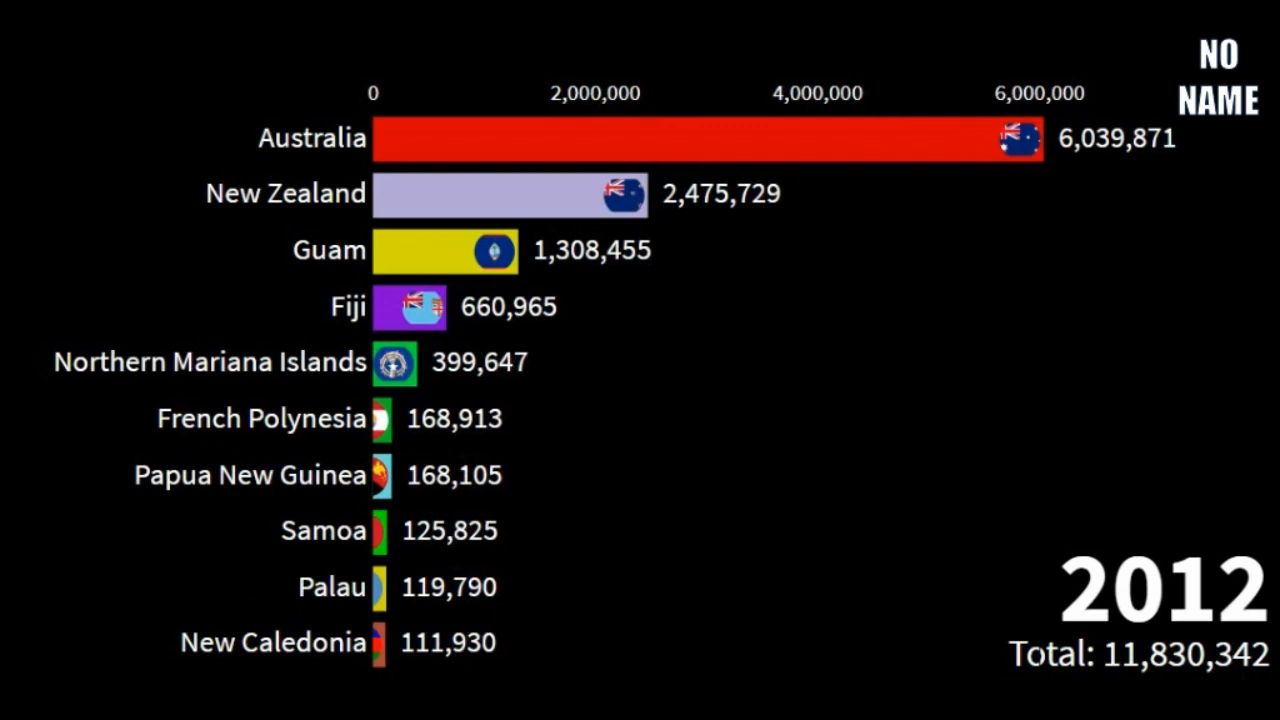 NO
NAME
0 2,000,000 4,000,000 6,000,000
Australia 6,039,871
New Zealand 2,475,729
Guam 1,308,455
Fiji 660,965
Northern Mariana Islands 399,647
French Polynesia 168,913
Papua New Guinea 168,105
Samoa 125,825
Palau 119,790
New Caledonia 111,930
2012
Total: 11,830,342